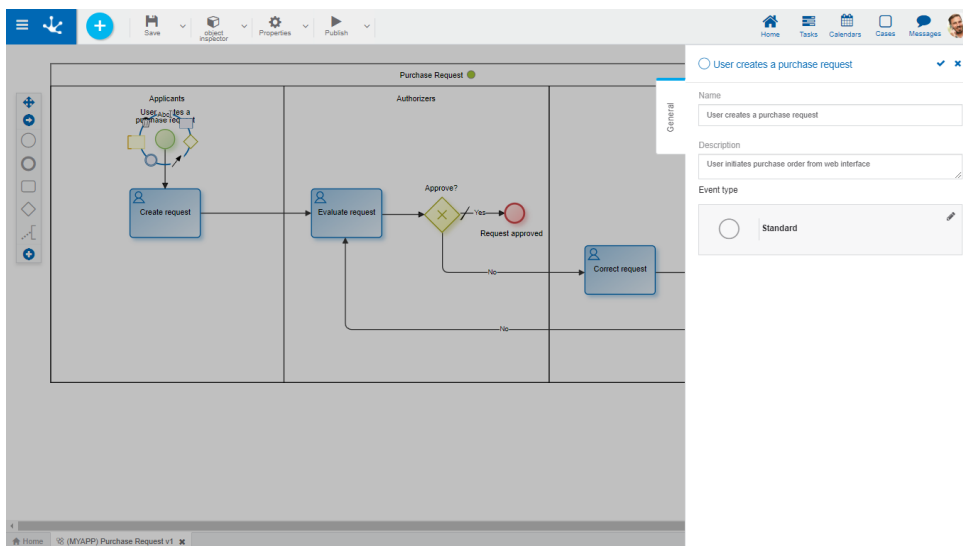 Save
object
inspector
Properties
Publish
Home
Tasks
Calendars
Cases
Messages
Purchase Request
Applicants
Authorizers
Abc
Create request
Evaluate request
Approve?
Yes
Request approved
No
Correct request
No
General
User creates a purchase request
Name
User creates a purchase request
Description
User initiates purchase order from web interface
Event type
Standard
Home
(MYAPP) Purchase Request v1